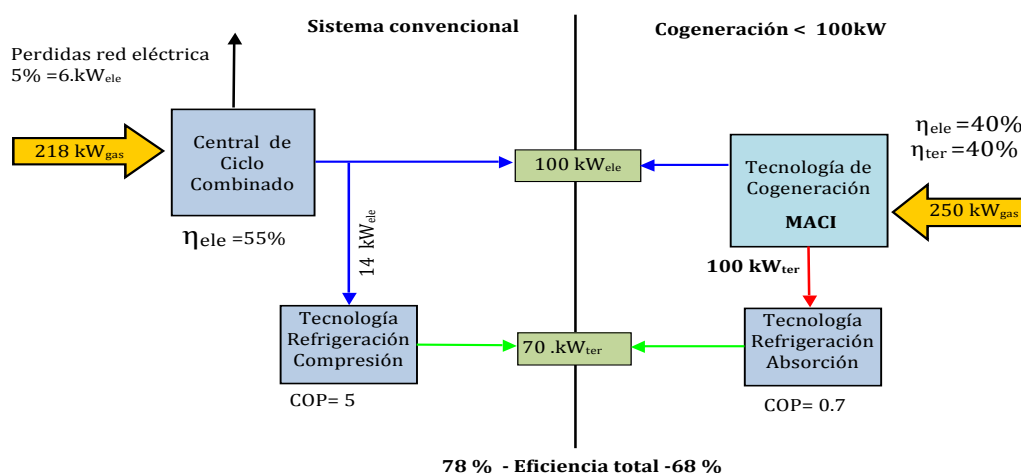 Sistema convencional
Cogeneración < 100kW
Perdidas red eléctrica
5% =6.kWele
218 kWgas
Central de
Ciclo
Combinado
ηele =55%
14 kWele
100 kWele
Tecnología de
Cogeneración
MACI
ηele =40%
ηter =40%
250 kWgas
100 kWter
Tecnología
Refrigeración
Compresión
COP= 5
70 .kWter
Tecnología
Refrigeración
Absorción
COP= 0.7
78 % - Eficiencia total -68 %